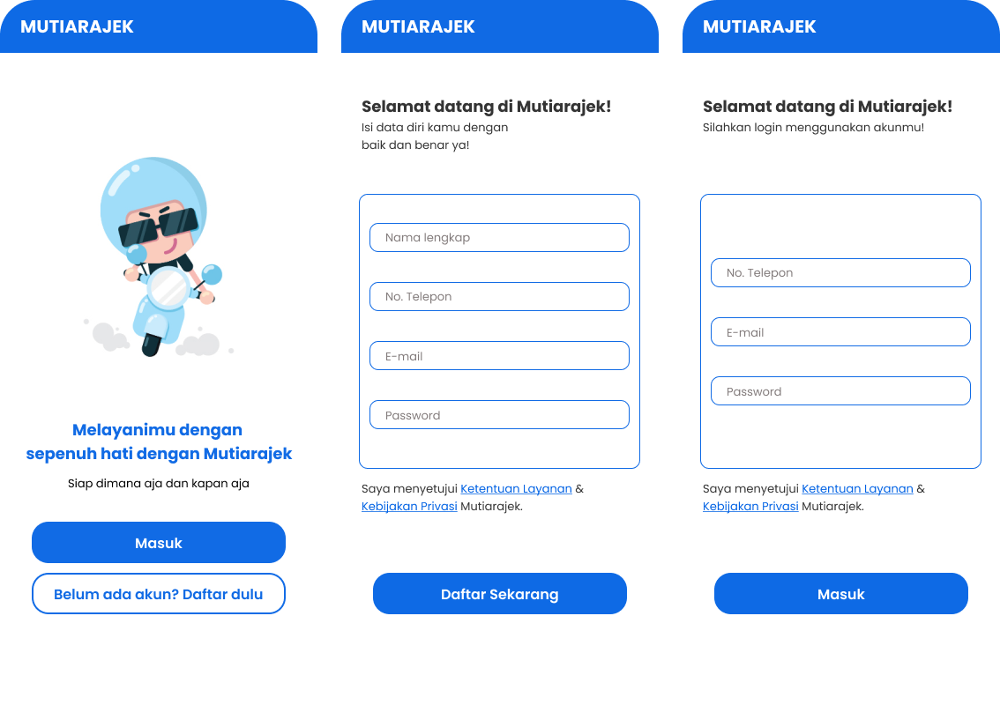 MUTIARAJEK
Melayanimu dengan
sepenuh hati dengan Mutiarajek
Siap dimana aja dan kapan aja
Masuk
Belum ada akun? Daftar dulu
MUTIARAJEK
Selamat datang di Mutiarajek!
Isi data diri kamu dengan
baik dan benar ya!
Nama lengkap
No. Telepon
E-mail
Password
Saya menyetujui Ketentuan Layanan &
Kebijakan Privasi Mutiarajek.
Daftar Sekarang
MUTIARAJEK
Selamat datang di Mutiarajek!
Silahkan login menggunakan akunmu!
No. Telepon
E-mail
Password
Saya menyetujui Ketentuan Layanan &
Kebijakan Privasi Mutiarajek.
Masuk